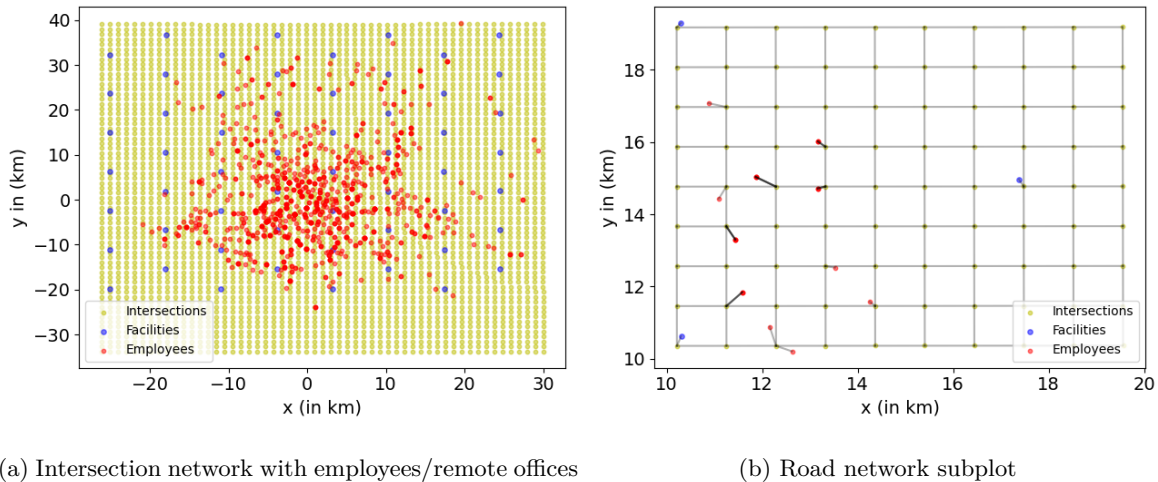 40
30
20
10
0
−10
−20
−30
y in (km)
−20 −10 0 10 20 30
x (in km)
Intersections
Facilities
Employees
18
16
14
12
10
y in (km)
10 12 14 16 18 20
x (in km)
Intersections
Facilities
Employees
(a) Intersection network with employees/remote offices
(b) Road network subplot